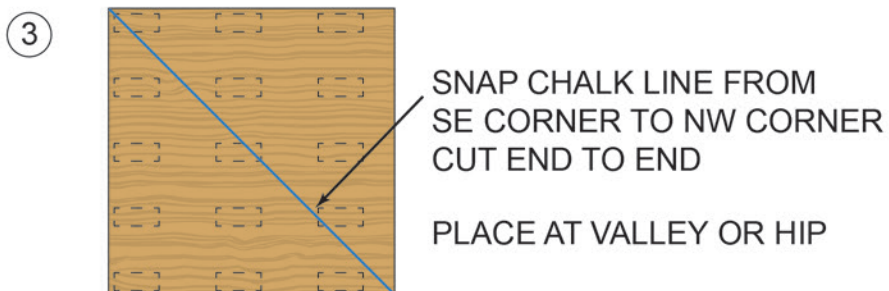 3
SNAP CHALK LINE FROM
SE CORNER TO NW CORNER
CUT END TO END
PLACE AT VALLEY OR HIP